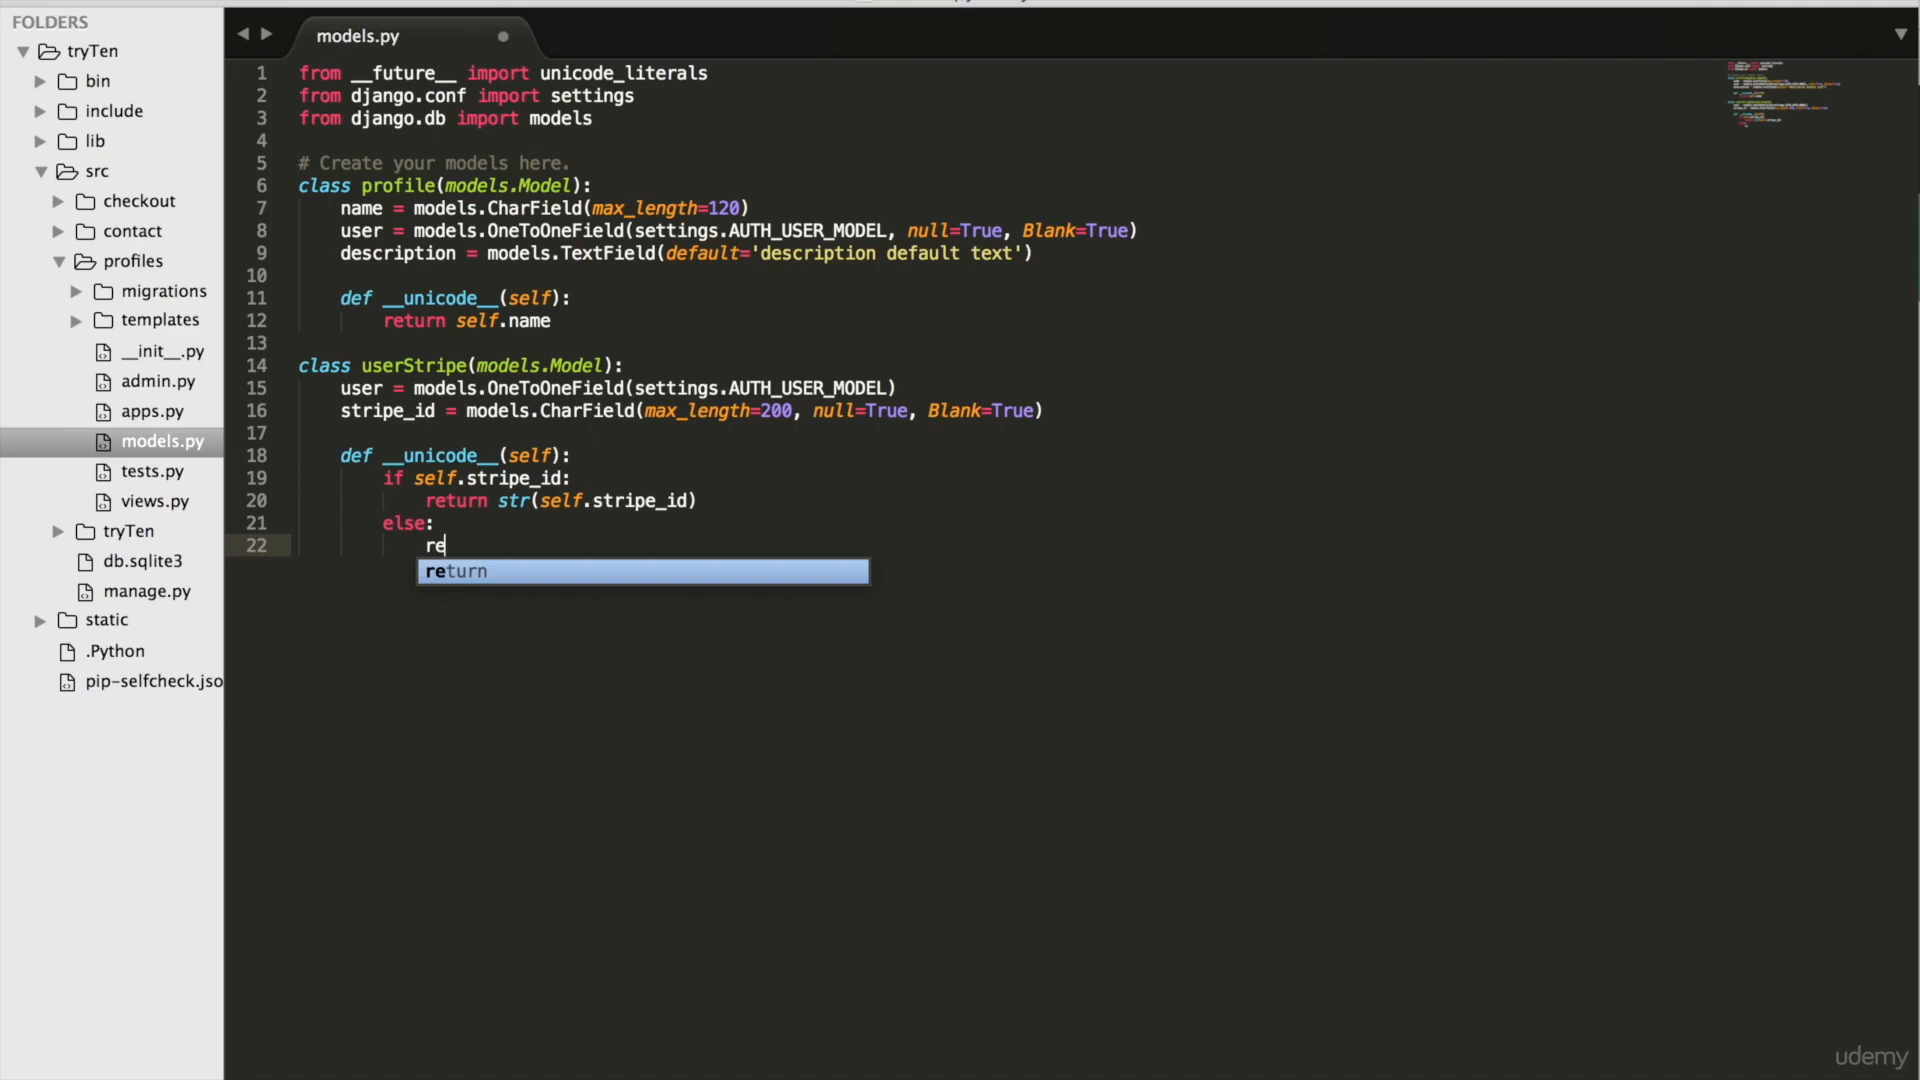 FOLDERS
tryTen
bin
include
lib
src
checkout
contact
profiles
migrations
templates
__init__.py
admin.py
apps.py
models.py
tests.py
views.py
tryTen
db.sqlite3
manage.py
static
.Python
pip-selfcheck.jso
models.py
1 from __future__ import unicode_literals
2 from django.conf import settings
3 from django.db import models
4
5 # Create your models here.
6 class profile(models.Model):
7     name = models.CharField(max_length=120)
8     user = models.OneToOneField(settings.AUTH_USER_MODEL, null=True, Blank=True)
9     description = models.TextField(default='description default text')
10
11     def __unicode__(self):
12         return self.name
13
14 class userStripe(models.Model):
15     user = models.OneToOneField(settings.AUTH_USER_MODEL)
16     stripe_id = models.CharField(max_length=200, null=True, Blank=True)
17
18     def __unicode__(self):
19         if self.stripe_id:
20             return str(self.stripe_id)
21         else:
22             re
return
udemy